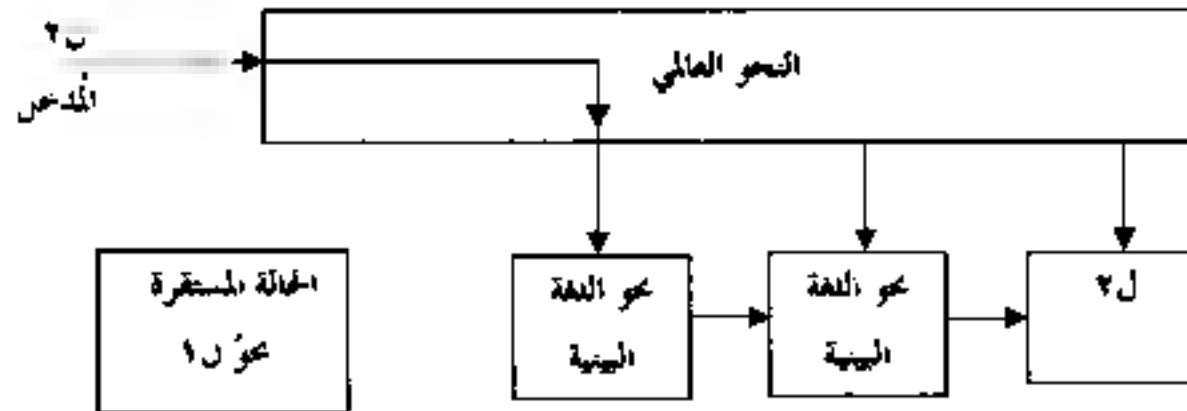 ل٢
المدخل
النحو العالمي
الحالة المستقرة
نحو ل١
نحو اللغة
البينية
نحو اللغة
البينية
ل٢